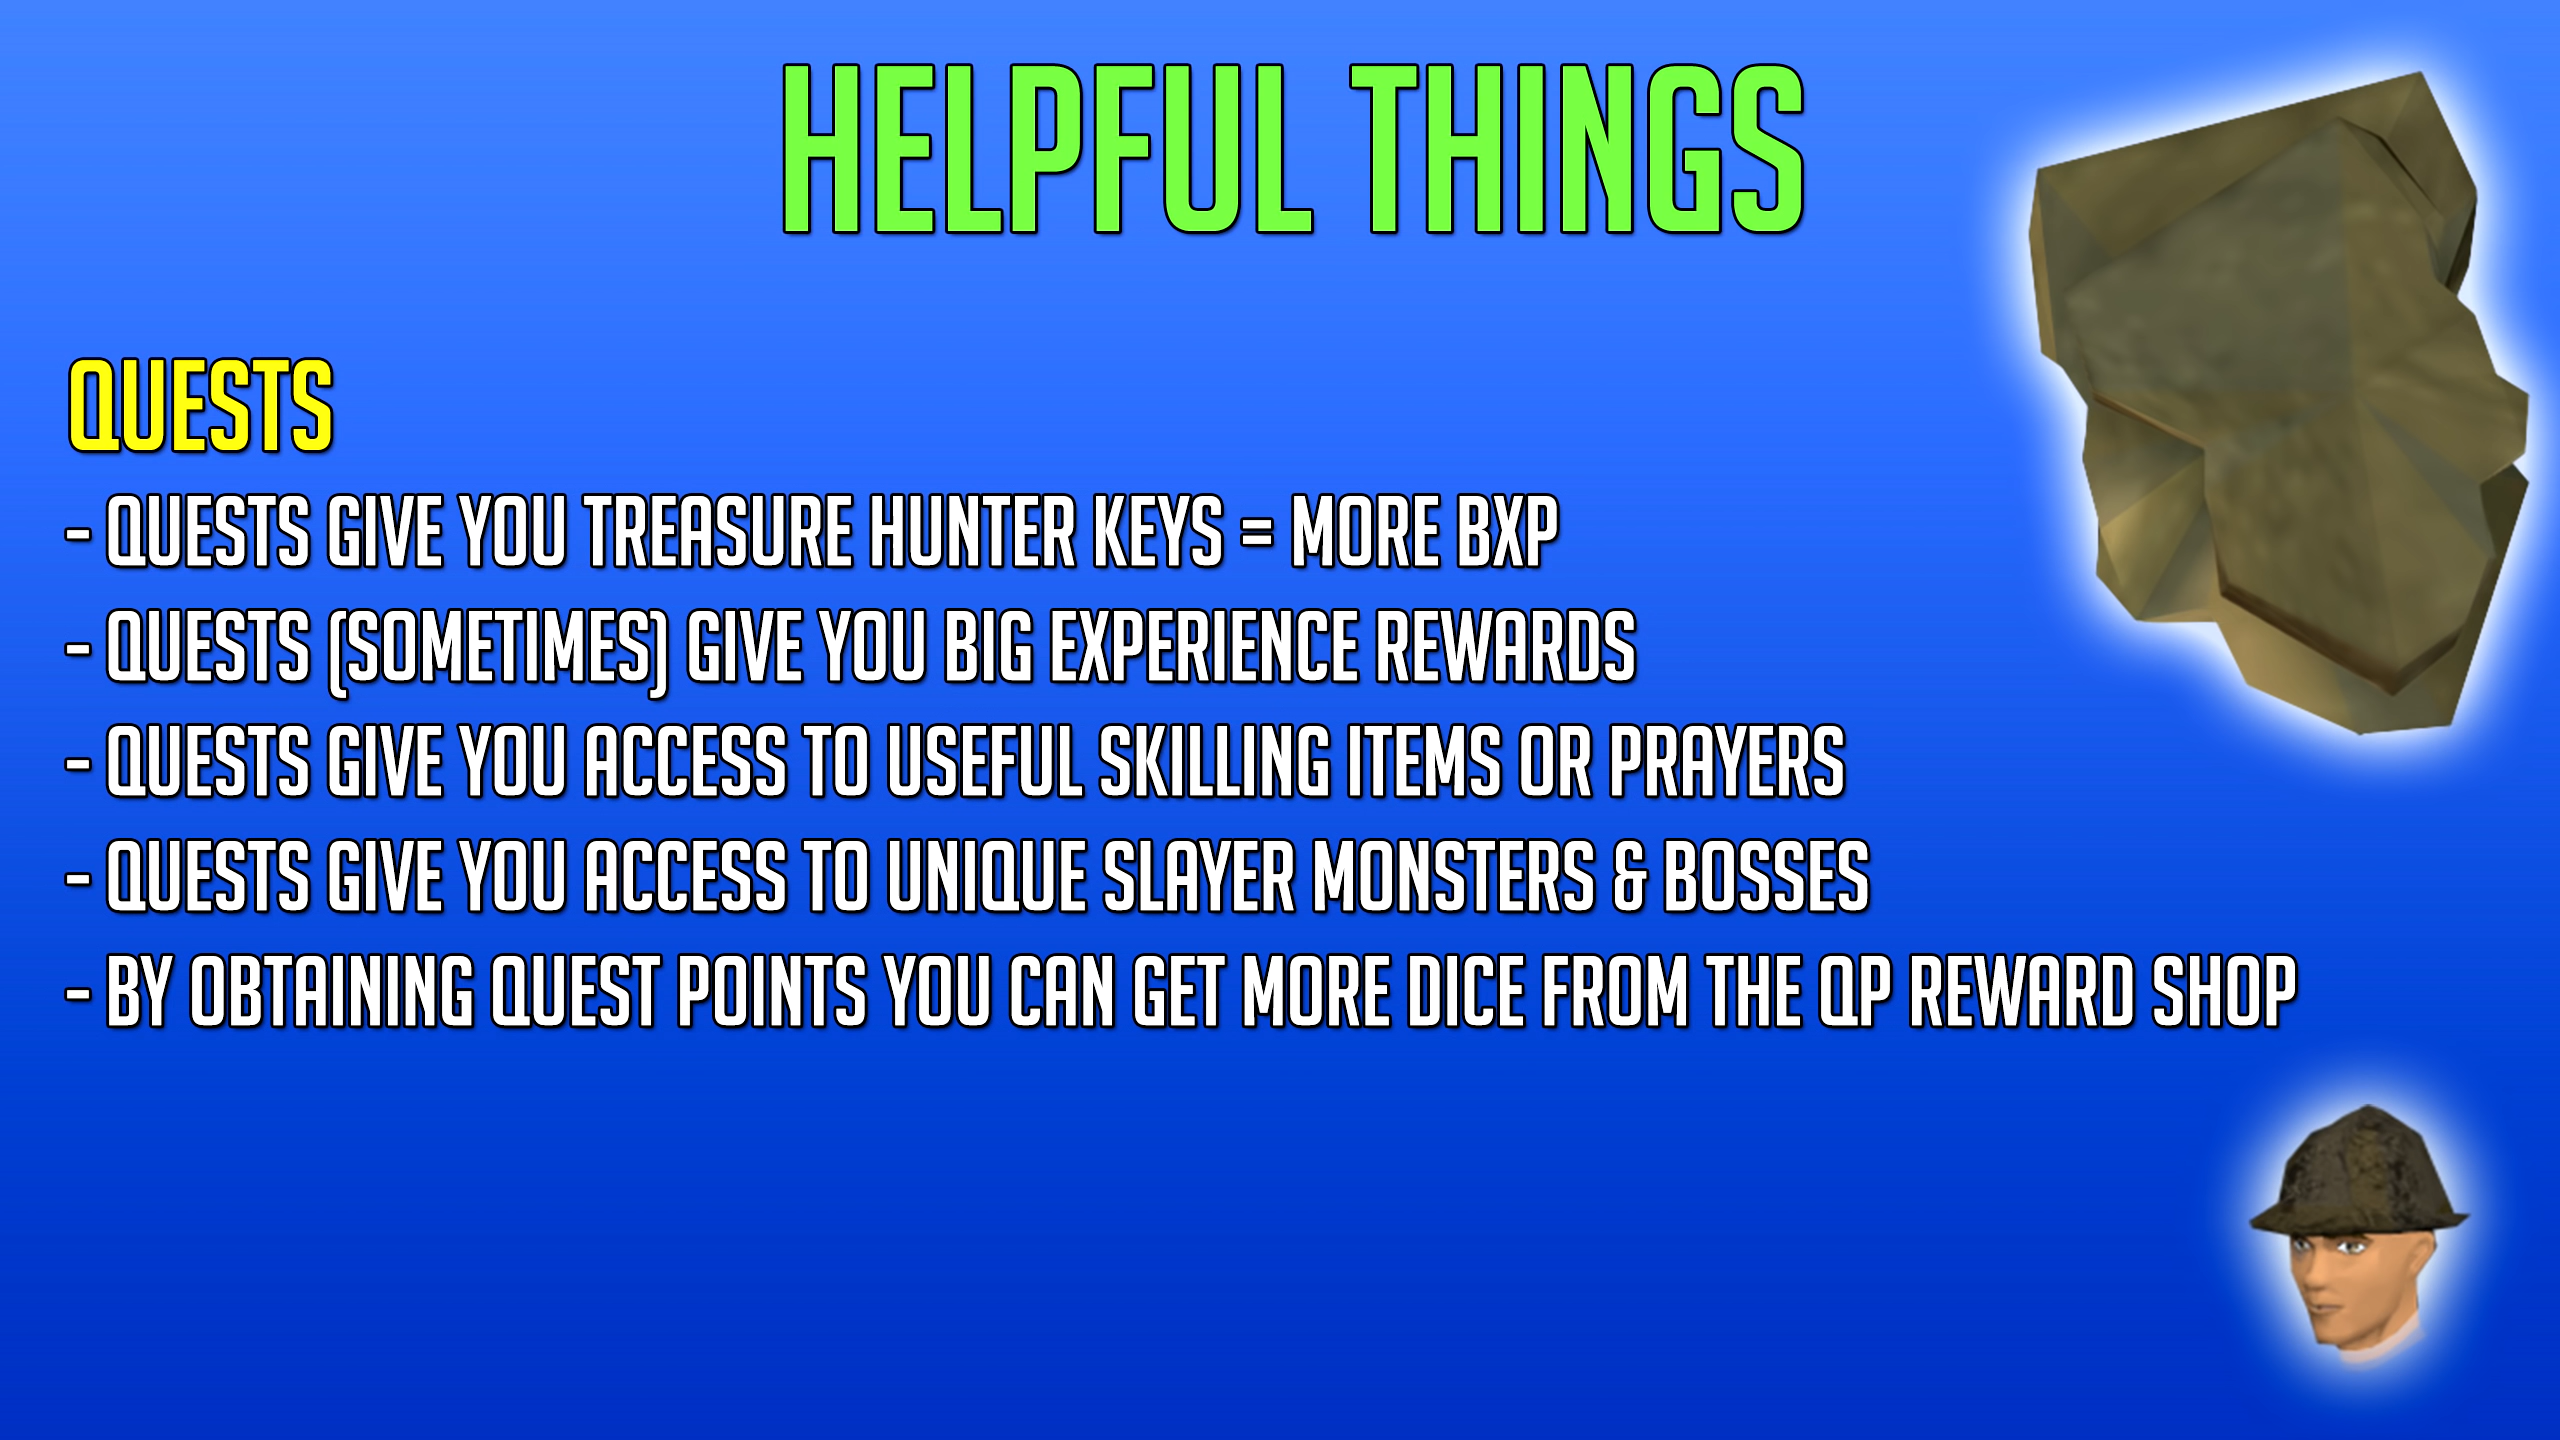 HELPFUL THINGS
QUESTS
- QUESTS GIVE YOU TREASURE HUNTER KEYS = MORE BXP
- QUESTS (SOMETIMES) GIVE YOU BIG EXPERIENCE REWARDS
- QUESTS GIVE YOU ACCESS TO USEFUL SKILLING ITEMS OR PRAYERS
- QUESTS GIVE YOU ACCESS TO UNIQUE SLAYER MONSTERS & BOSSES
- BY OBTAINING QUEST POINTS YOU CAN GET MORE DICE FROM THE QP REWARD SHOP